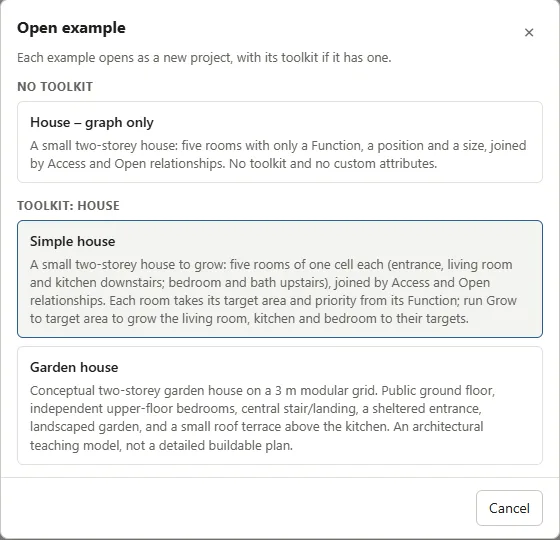 Open example
Each example opens as a new project, with its toolkit if it has one.
NO TOOLKIT
House – graph only
A small two-storey house: five rooms with only a Function, a position and a size, joined
by Access and Open relationships. No toolkit and no custom attributes.
TOOLKIT: HOUSE
Simple house
A small two-storey house to grow: five rooms of one cell each (entrance, living room
and kitchen downstairs; bedroom and bath upstairs), joined by Access and Open
relationships. Each room takes its target area and priority from its Function; run Grow
to target area to grow the living room, kitchen and bedroom to their targets.
Garden house
Conceptual two-storey garden house on a 3 m modular grid. Public ground floor,
independent upper-floor bedrooms, central stair/landing, a sheltered entrance,
landscaped garden, and a small roof terrace above the kitchen. An architectural
teaching model, not a detailed buildable plan.
Cancel